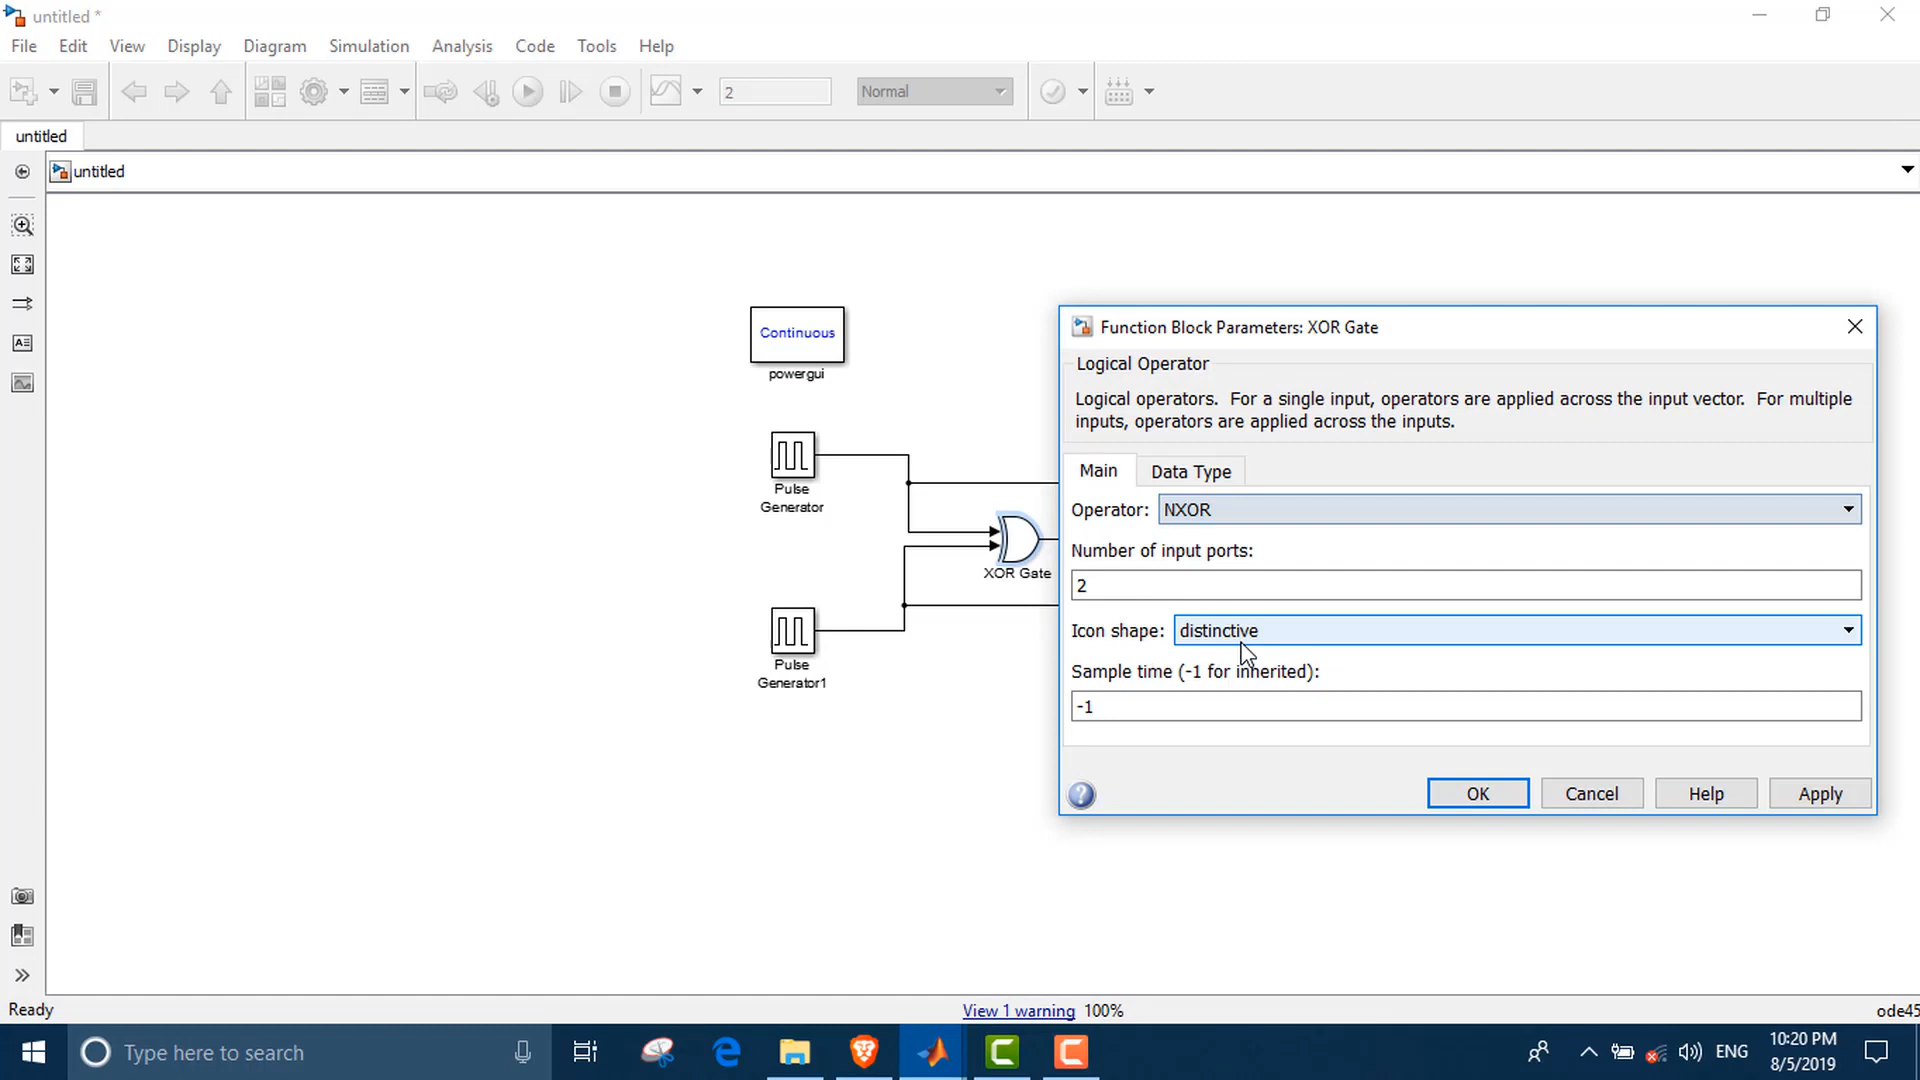 untitled *
File Edit View Display Diagram Simulation Analysis Code Tools Help
2 Normal
untitled
untitled
Continuous
powergui
Pulse
Generator
XOR Gate
Pulse
Generator1
Function Block Parameters: XOR Gate
Logical Operator
Logical operators. For a single input, operators are applied across the input vector. For multiple
inputs, operators are applied across the inputs.
Main Data Type
Operator: NXOR
Number of input ports:
2
Icon shape: distinctive
Sample time (-1 for inherited):
-1
OK Cancel Help Apply
Ready View 1 warning 100% ode45
Type here to search ENG 10:20 PM
8/5/2019